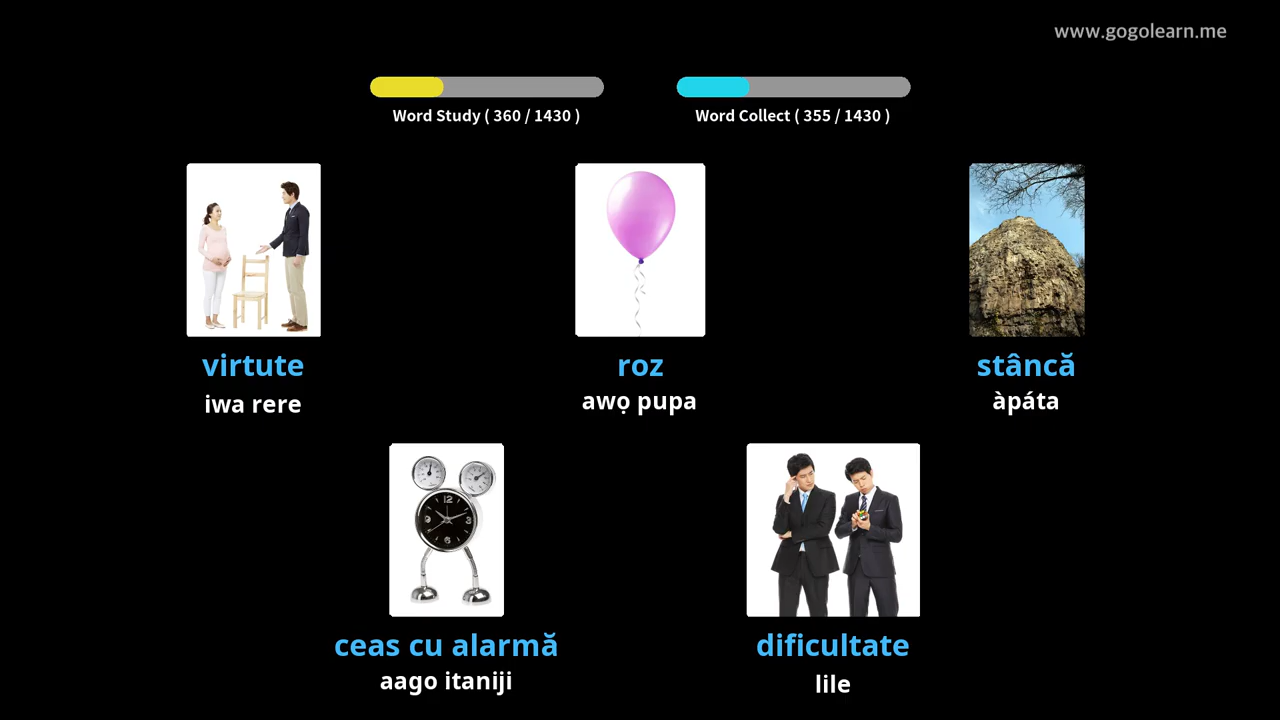 www.gogolearn.me
Word Study ( 360 / 1430 )
Word Collect ( 355 / 1430 )
virtute
iwa rere
roz
awọ pupa
stâncă
àpáta
ceas cu alarmă
aago itaniji
dificultate
lile